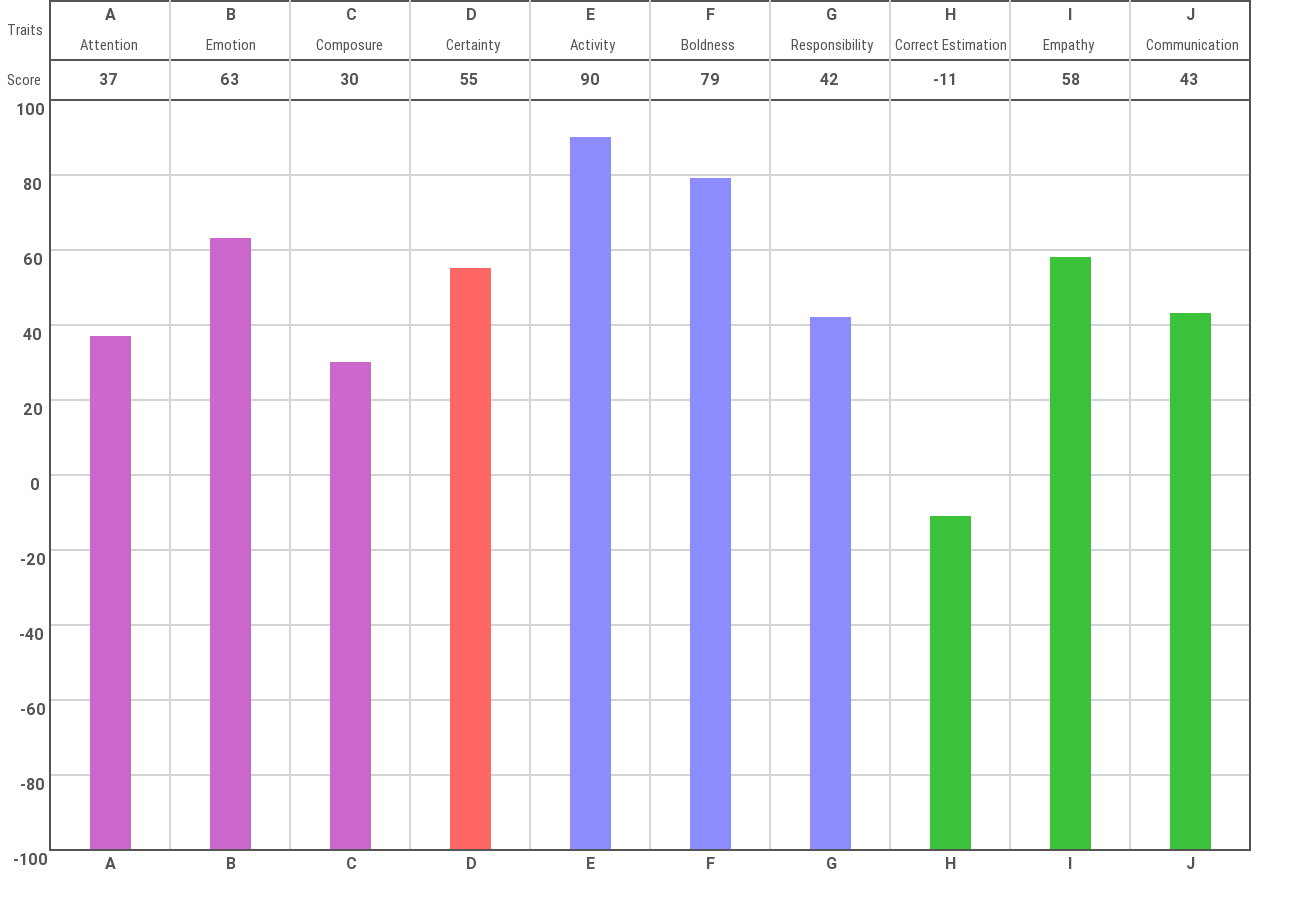 Traits
A B C D E F G H I J
Attention Emotion Composure Certainty Activity Boldness Responsibility Correct Estimation Empathy Communication
Score 37 63 30 55 90 79 42 -11 58 43
100
80
60
40
20
0
-20
-40
-60
-80
-100
A B C D E F G H I J